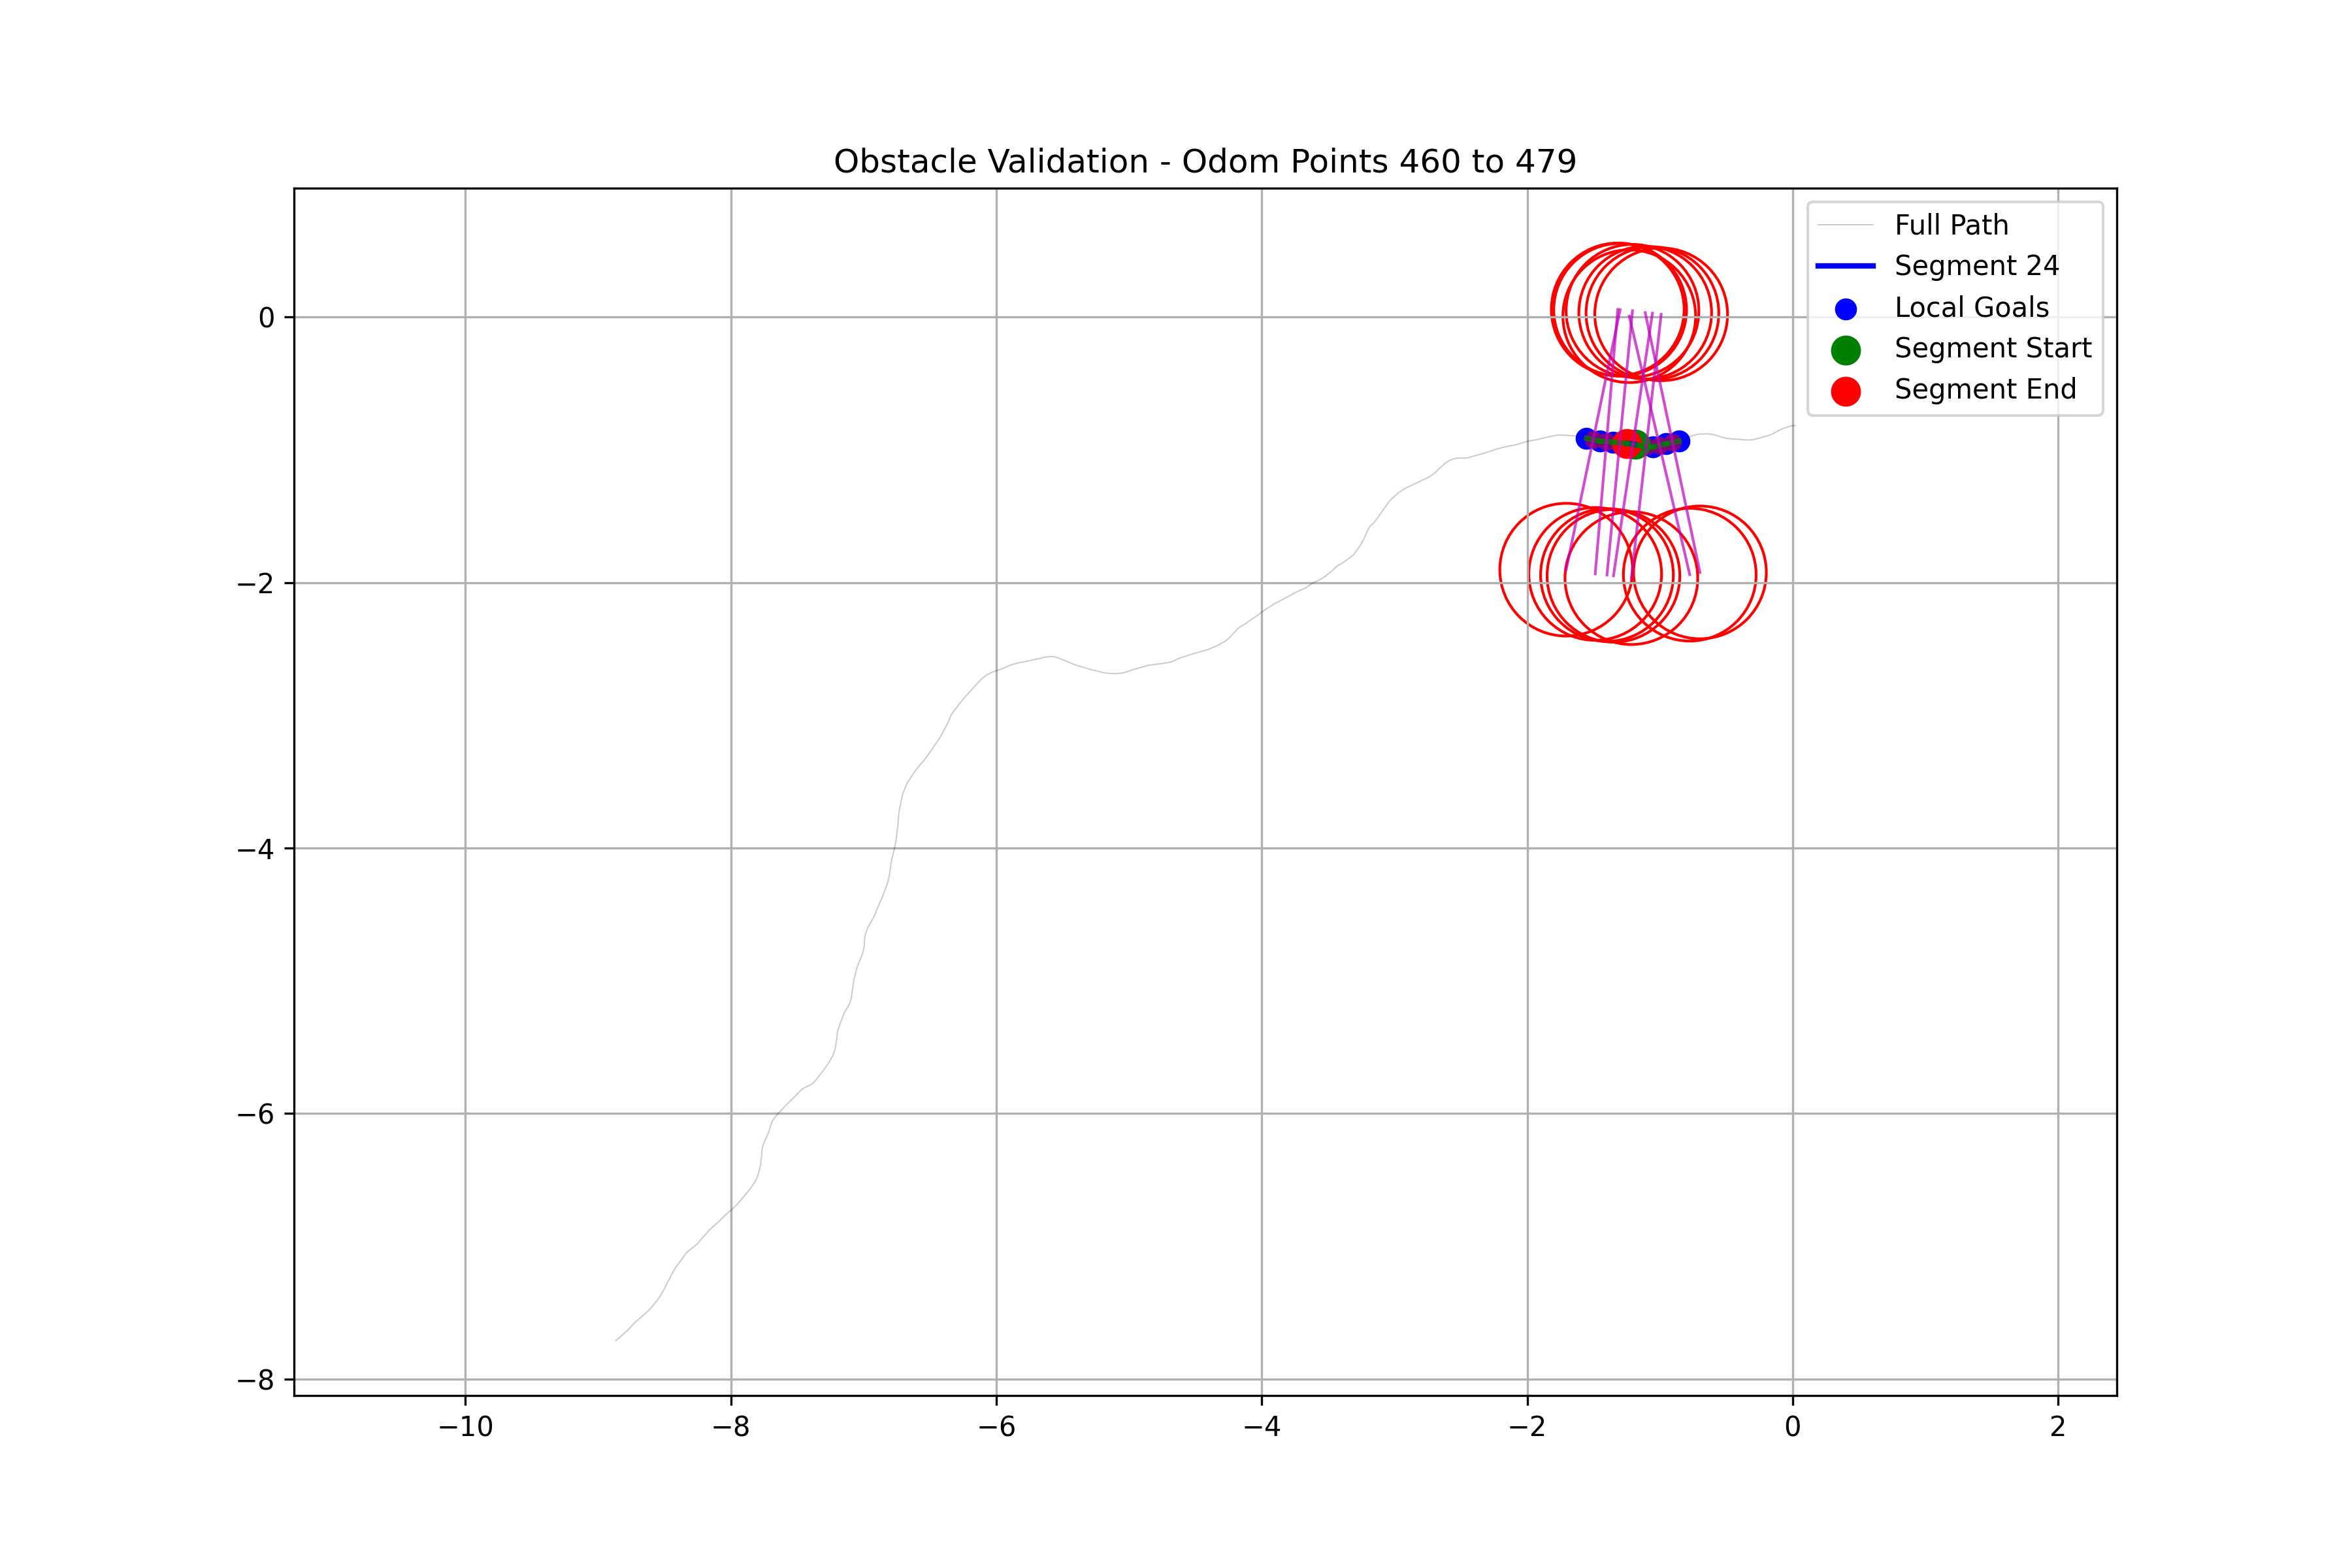 Obstacle Validation - Odom Points 460 to 479
Full Path
Segment 24
Local Goals
Segment Start
Segment End
0
−2
−4
−6
−8
−10
−8
−6
−4
−2
0
2